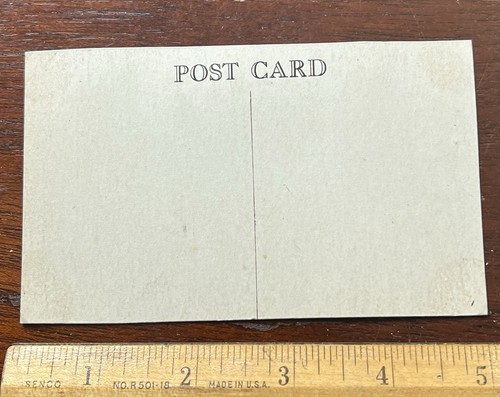 POST CARD
1 2 3 4 5
SENCO NO. R501-18 MADE IN U.S.A.